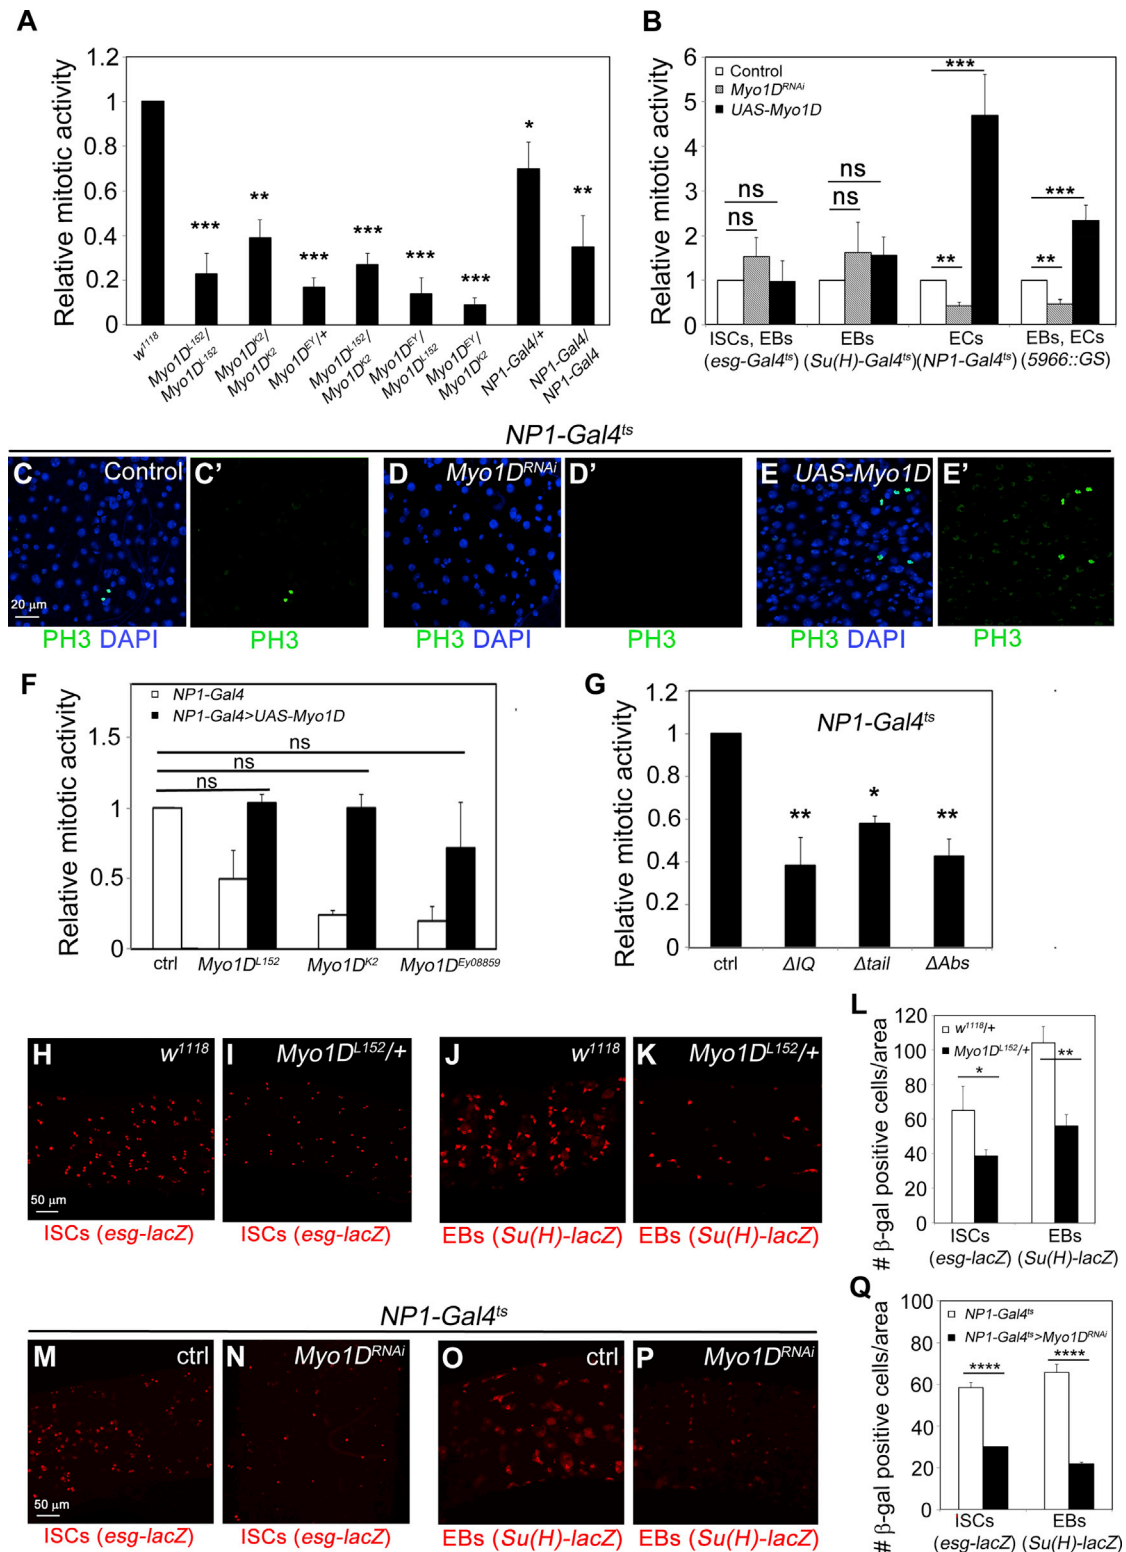 A
Relative mitotic activity
1.2
1
0.8
0.6
0.4
0.2
0
***
**
***
***
***
***
*
**
w1118
Myo1DL152/
Myo1DL152
Myo1DK2/
Myo1DK2
Myo1DEY/+
Myo1DL152/
Myo1DK2
Myo1DEY/
Myo1DL152
Myo1DEY/
Myo1DK2
NP1-Gal4/+
NP1-Gal4/
NP1-Gal4
B
Relative mitotic activity
6
5
4
3
2
1
0
Control
Myo1DRNAi
UAS-Myo1D
ns
ns
ns
ns
***
**
***
**
ISCs, EBs
(esg-Gal4ts)
EBs
(Su(H)-Gal4ts)
ECs
(NP1-Gal4ts)
EBs, ECs
(5966::GS)
NP1-Gal4ts
C Control
20 μm
PH3 DAPI
C'
PH3
D Myo1DRNAi
PH3 DAPI
D'
PH3
E UAS-Myo1D
PH3 DAPI
E'
PH3
F
Relative mitotic activity
1.5
1
0.5
0
NP1-Gal4
NP1-Gal4>UAS-Myo1D
ns
ns
ns
ctrl
Myo1DL152
Myo1DK2
Myo1DEy08859
G
Relative mitotic activity
1.2
1
0.8
0.6
0.4
0.2
0
NP1-Gal4ts
**
*
**
ctrl
ΔIQ
Δtail
ΔAbs
H w1118
50 μm
ISCs (esg-lacZ)
I Myo1DL152/+
ISCs (esg-lacZ)
J w1118
EBs (Su(H)-lacZ)
K Myo1DL152/+
EBs (Su(H)-lacZ)
L
# β-gal positive cells/area
120
100
80
60
40
20
0
w1118/+
Myo1DL152/+
*
**
ISCs
(esg-lacZ)
EBs
(Su(H)-lacZ)
NP1-Gal4ts
M ctrl
50 μm
ISCs (esg-lacZ)
N Myo1DRNAi
ISCs (esg-lacZ)
O ctrl
EBs (Su(H)-lacZ)
P Myo1DRNAi
EBs (Su(H)-lacZ)
Q
# β-gal positive cells/area
100
80
60
40
20
0
NP1-Gal4ts
NP1-Gal4ts>Myo1DRNAi
****
****
ISCs
(esg-lacZ)
EBs
(Su(H)-lacZ)